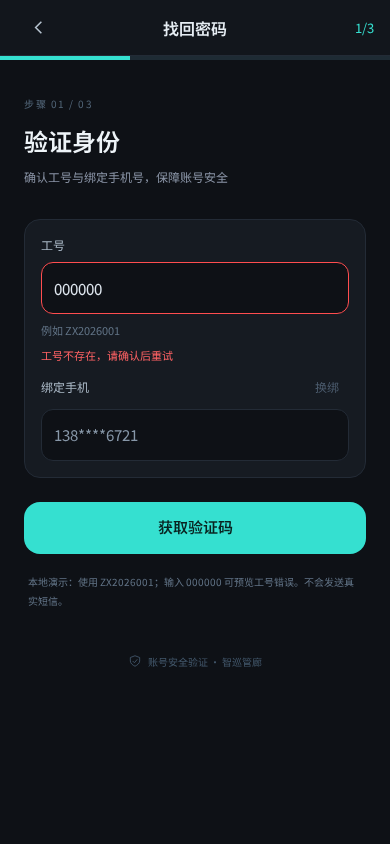 找回密码
1/3
步骤 01 / 03
验证身份
确认工号与绑定手机号，保障账号安全
工号
000000
例如 ZX2026001
工号不存在，请确认后重试
绑定手机
换绑
138****6721
获取验证码
本地演示：使用 ZX2026001；输入 000000 可预览工号错误。不会发送真
实短信。
账号安全验证 · 智巡管廊